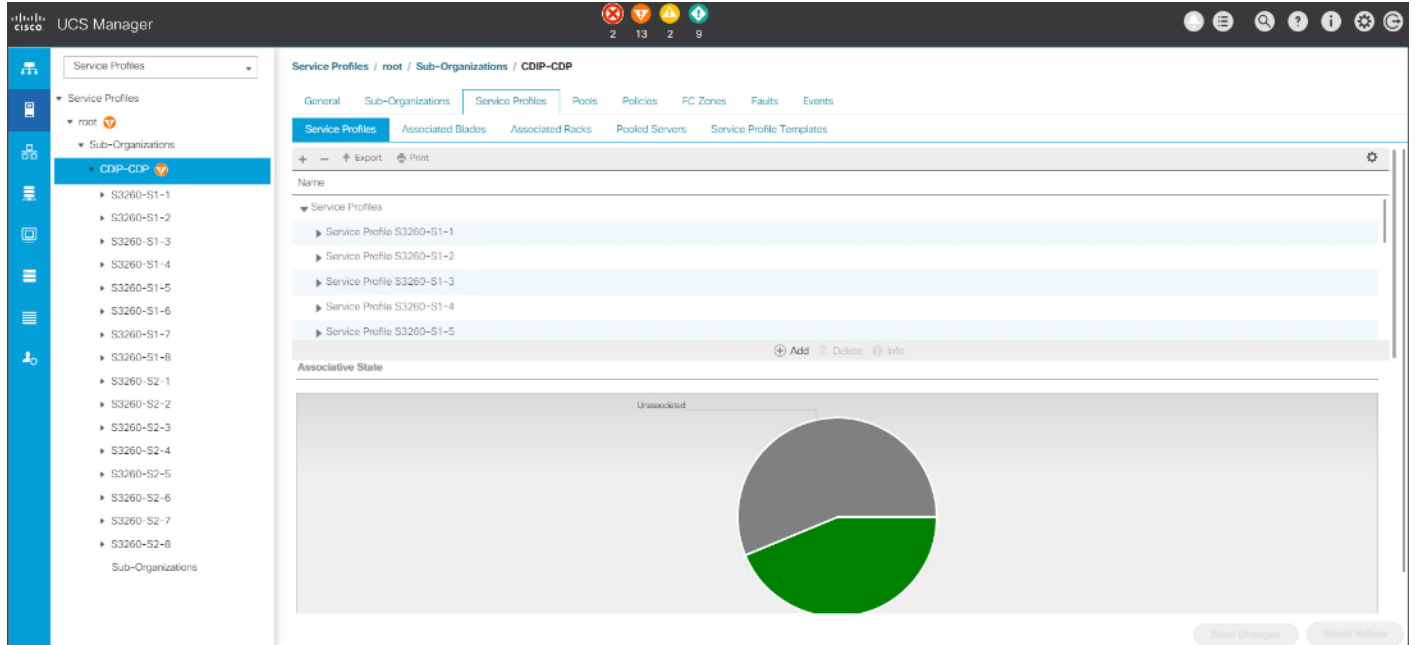 cisco UCS Manager
2 13 2 9
Service Profiles
Service Profiles
root
Sub-Organizations
CDIP-CDP
S3260-S1-1
S3260-S1-2
S3260-S1-3
S3260-S1-4
S3260-S1-5
S3260-S1-6
S3260-S1-7
S3260-S1-8
S3260-S2-1
S3260-S2-2
S3260-S2-3
S3260-S2-4
S3260-S2-5
S3260-S2-6
S3260-S2-7
S3260-S2-8
Sub-Organizations
Service Profiles / root / Sub-Organizations / CDIP-CDP
General Sub-Organizations Service Profiles Pools Policies FC Zones Faults Events
Service Profiles Associated Blades Associated Racks Pooled Servers Service Profile Templates
+ − Export Print
Name
Service Profiles
Service Profile S3260-S1-1
Service Profile S3260-S1-2
Service Profile S3260-S1-3
Service Profile S3260-S1-4
Service Profile S3260-S1-5
Add Delete Info
Associative State
Unassociated
Save Changes Reset Values